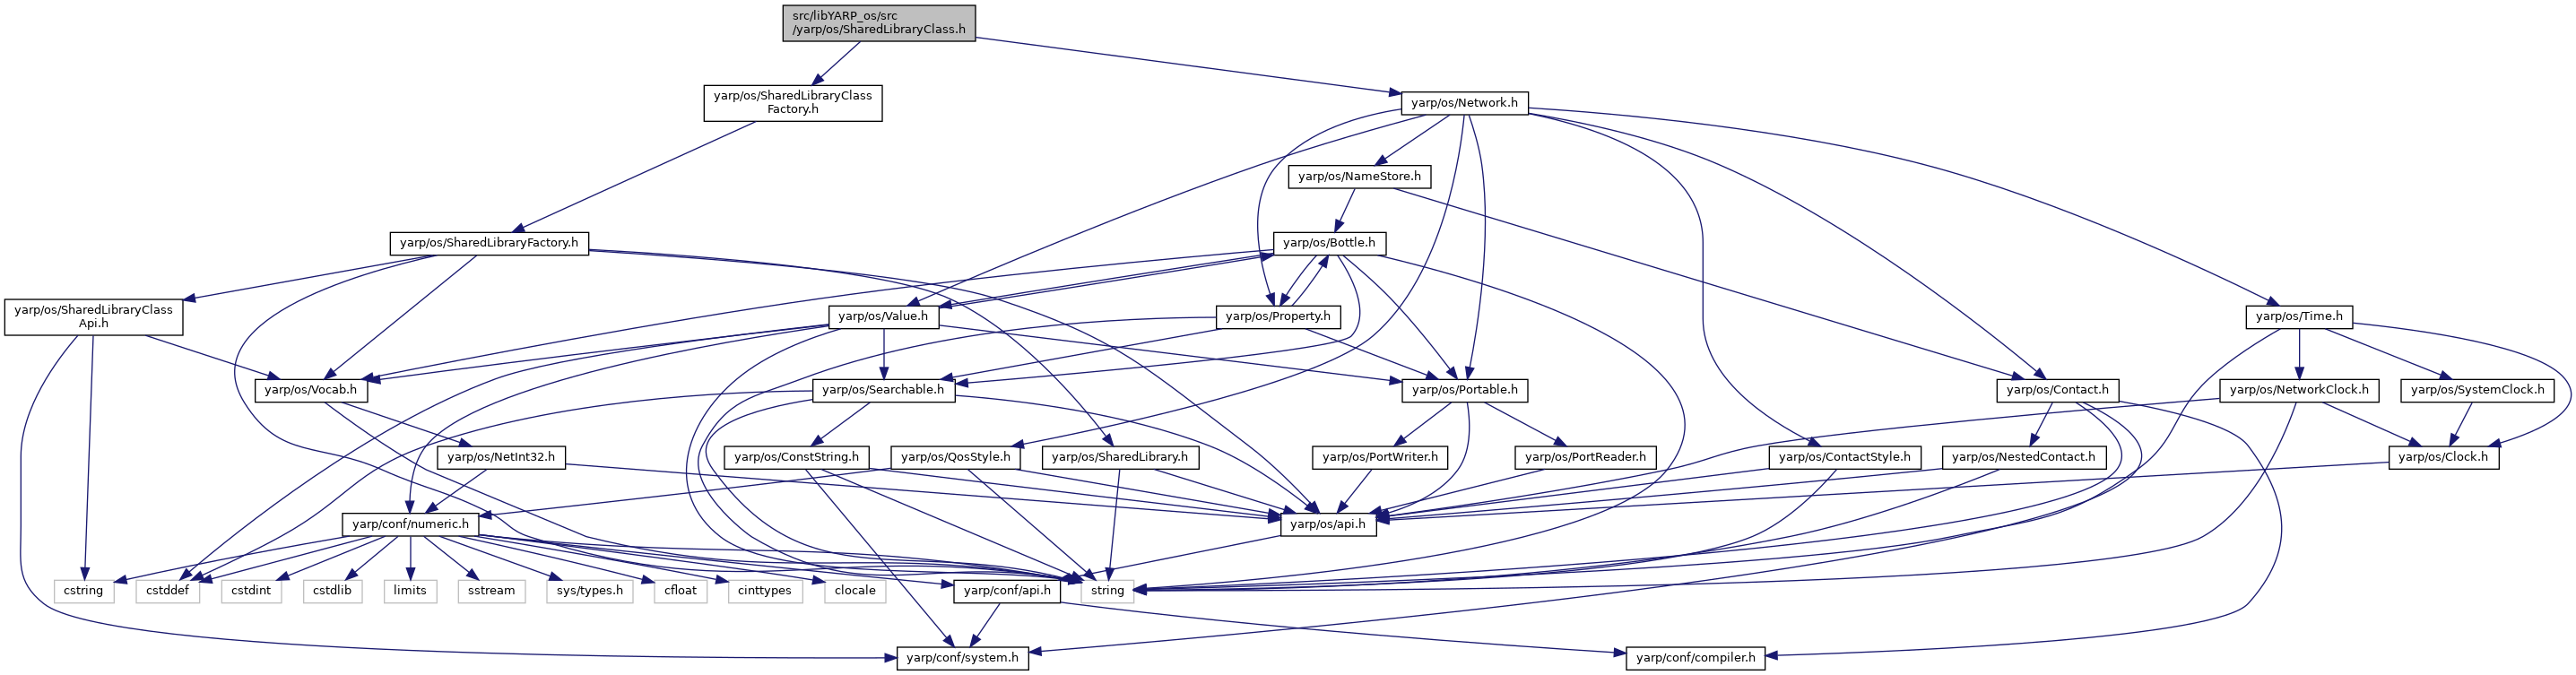 src/libYARP_os/src
/yarp/os/SharedLibraryClass.h
yarp/os/SharedLibraryClass
Factory.h
yarp/os/Network.h
yarp/os/NameStore.h
yarp/os/SharedLibraryFactory.h
yarp/os/Bottle.h
yarp/os/SharedLibraryClass
Api.h
yarp/os/Value.h
yarp/os/Property.h
yarp/os/Time.h
yarp/os/Vocab.h
yarp/os/Searchable.h
yarp/os/Portable.h
yarp/os/Contact.h
yarp/os/NetworkClock.h
yarp/os/SystemClock.h
yarp/os/NetInt32.h
yarp/os/ConstString.h
yarp/os/QosStyle.h
yarp/os/SharedLibrary.h
yarp/os/PortWriter.h
yarp/os/PortReader.h
yarp/os/ContactStyle.h
yarp/os/NestedContact.h
yarp/os/Clock.h
yarp/conf/numeric.h
yarp/os/api.h
cstring
cstddef
cstdint
cstdlib
limits
sstream
sys/types.h
cfloat
cinttypes
clocale
yarp/conf/api.h
string
yarp/conf/system.h
yarp/conf/compiler.h